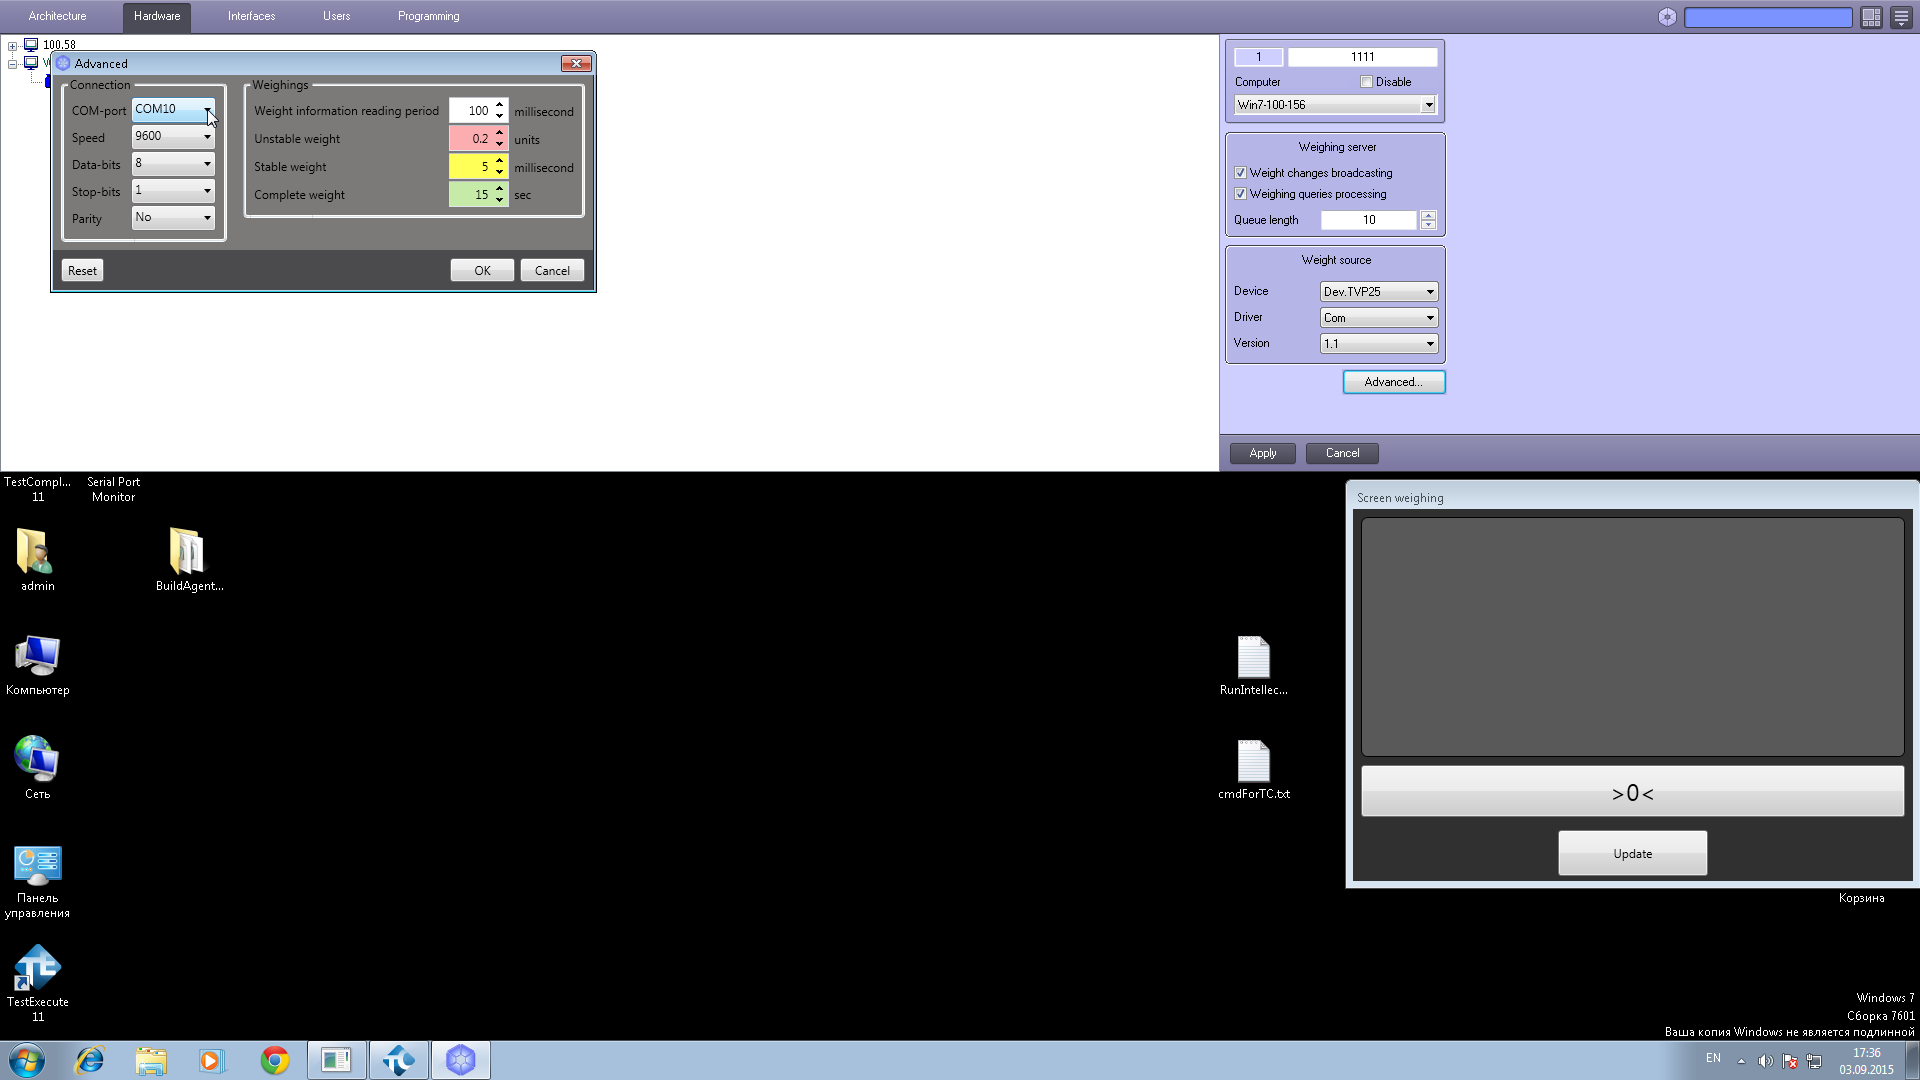 Architecture
Hardware
Interfaces
Users
Programming
100.58
Advanced
Connection
COM-port
COM10
Speed
9600
Data-bits
8
Stop-bits
1
Parity
No
Weighings
Weight information reading period
100
millisecond
Unstable weight
0.2
units
Stable weight
5
millisecond
Complete weight
15
sec
Reset
OK
Cancel
1
1111
Computer
Disable
Win7-100-156
Weighing server
Weight changes broadcasting
Weighing queries processing
Queue length
10
Weight source
Device
Dev.TVP25
Driver
Com
Version
1.1
Advanced...
Apply
Cancel
TestCompl...
11
Serial Port
Monitor
admin
BuildAgent...
Компьютер
Сеть
Панель
управления
TestExecute
11
RunIntellec...
cmdForTC.txt
Screen weighing
>0<
Update
Корзина
Windows 7
Сборка 7601
Ваша копия Windows не является подлинной
EN
17:36
03.09.2015